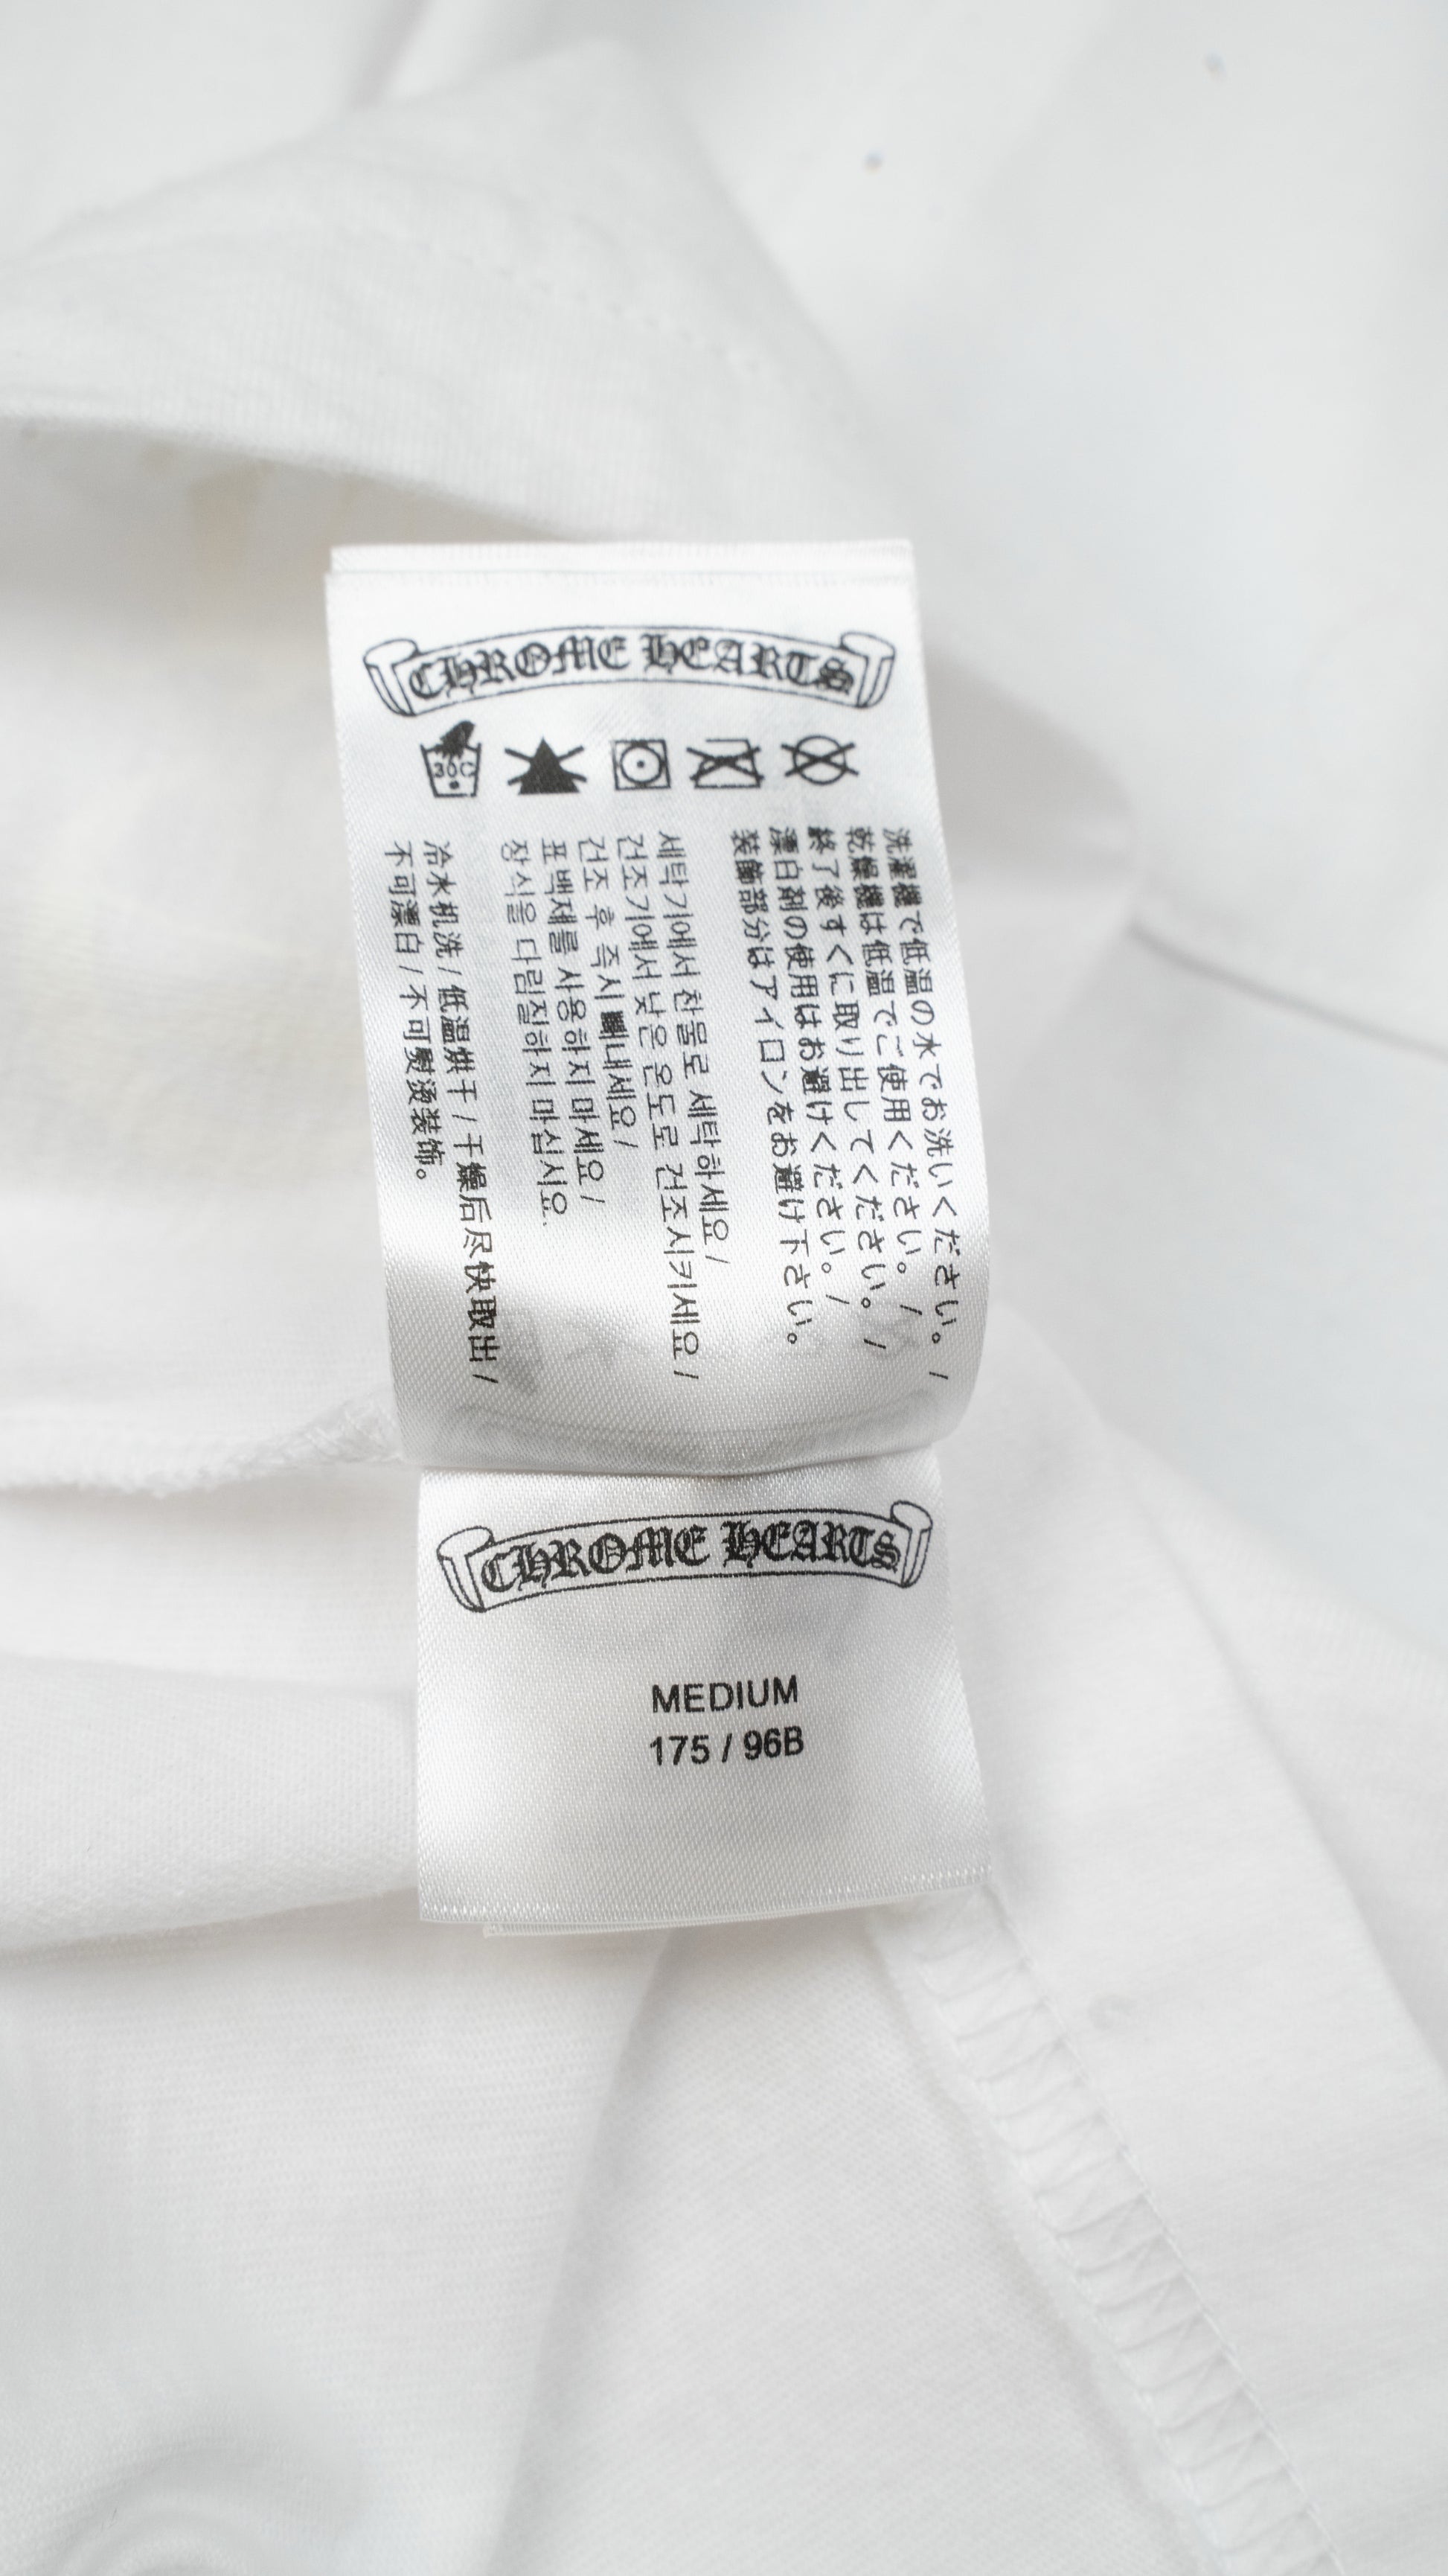 CHROME HEARTS
30C
洗濯機で低温の水でお洗いください。 /
乾燥機は低温でご使用ください。 /
終了後すぐに取り出してください。 /
漂白剤の使用はお避けください。 /
装飾部分はアイロンをお避け下さい。
세탁기에서 찬물로 세탁하세요 /
건조기에서 낮은 온도로 건조시키세요 /
건조 후 즉시 빼내세요 /
표백제를 사용하지 마세요 /
장식을 다림질하지 마십시요.
冷水机洗 / 低温烘干 / 干燥后尽快取出 /
不可漂白 / 不可熨烫装饰。
CHROME HEARTS
MEDIUM
175 / 96B